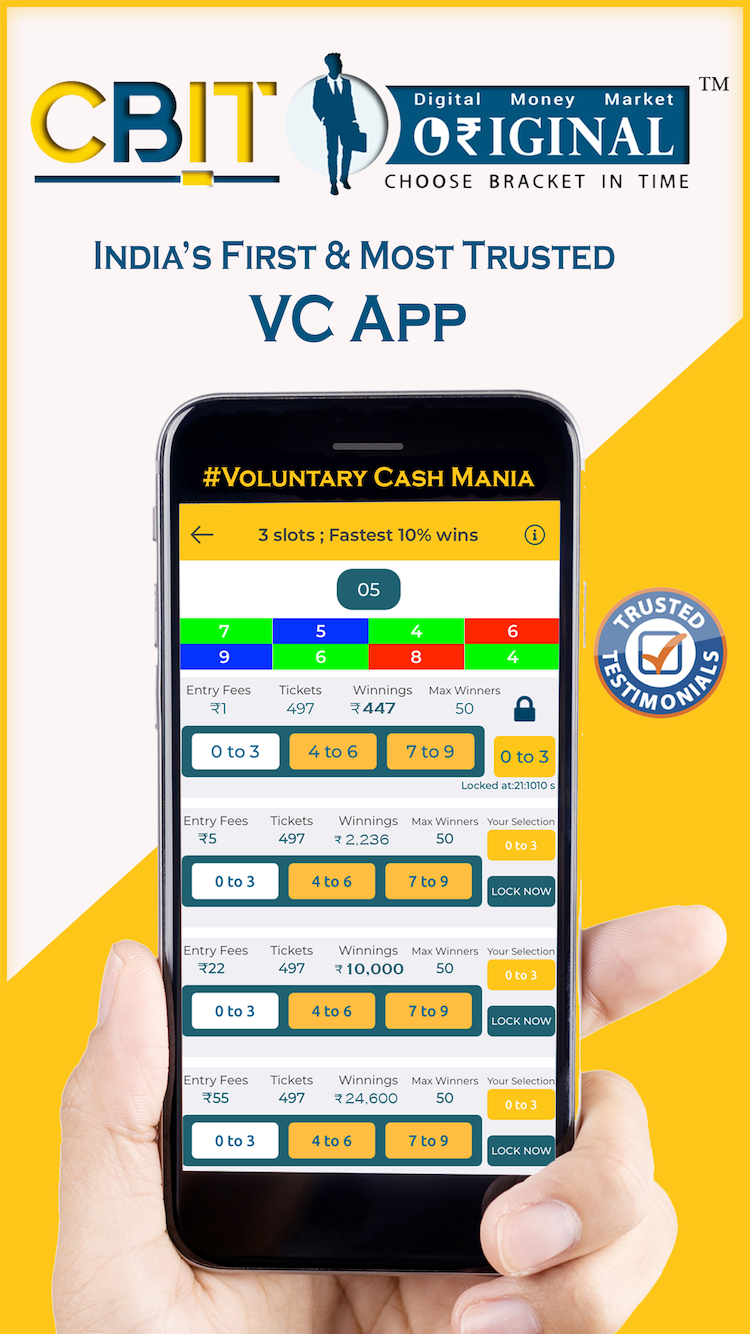 CBIT
Digital Money Market
ORIGINAL
TM
CHOOSE BRACKET IN TIME
INDIA'S FIRST & MOST TRUSTED
VC APP
#VOLUNTARY CASH MANIA
3 slots ; Fastest 10% wins
05
7 5 4 6
9 6 8 4
Entry Fees Tickets Winnings Max Winners
₹1 497 ₹447 50
0 to 3 4 to 6 7 to 9 0 to 3
Locked at:21:1010 s
Entry Fees Tickets Winnings Max Winners Your Selection
₹5 497 ₹ 2,236 50 0 to 3
0 to 3 4 to 6 7 to 9 LOCK NOW
Entry Fees Tickets Winnings Max Winners Your Selection
₹22 497 ₹ 10,000 50 0 to 3
0 to 3 4 to 6 7 to 9 LOCK NOW
Entry Fees Tickets Winnings Max Winners Your Selection
₹55 497 ₹ 24,600 50 0 to 3
0 to 3 4 to 6 7 to 9 LOCK NOW
TRUSTED
TESTIMONIALS